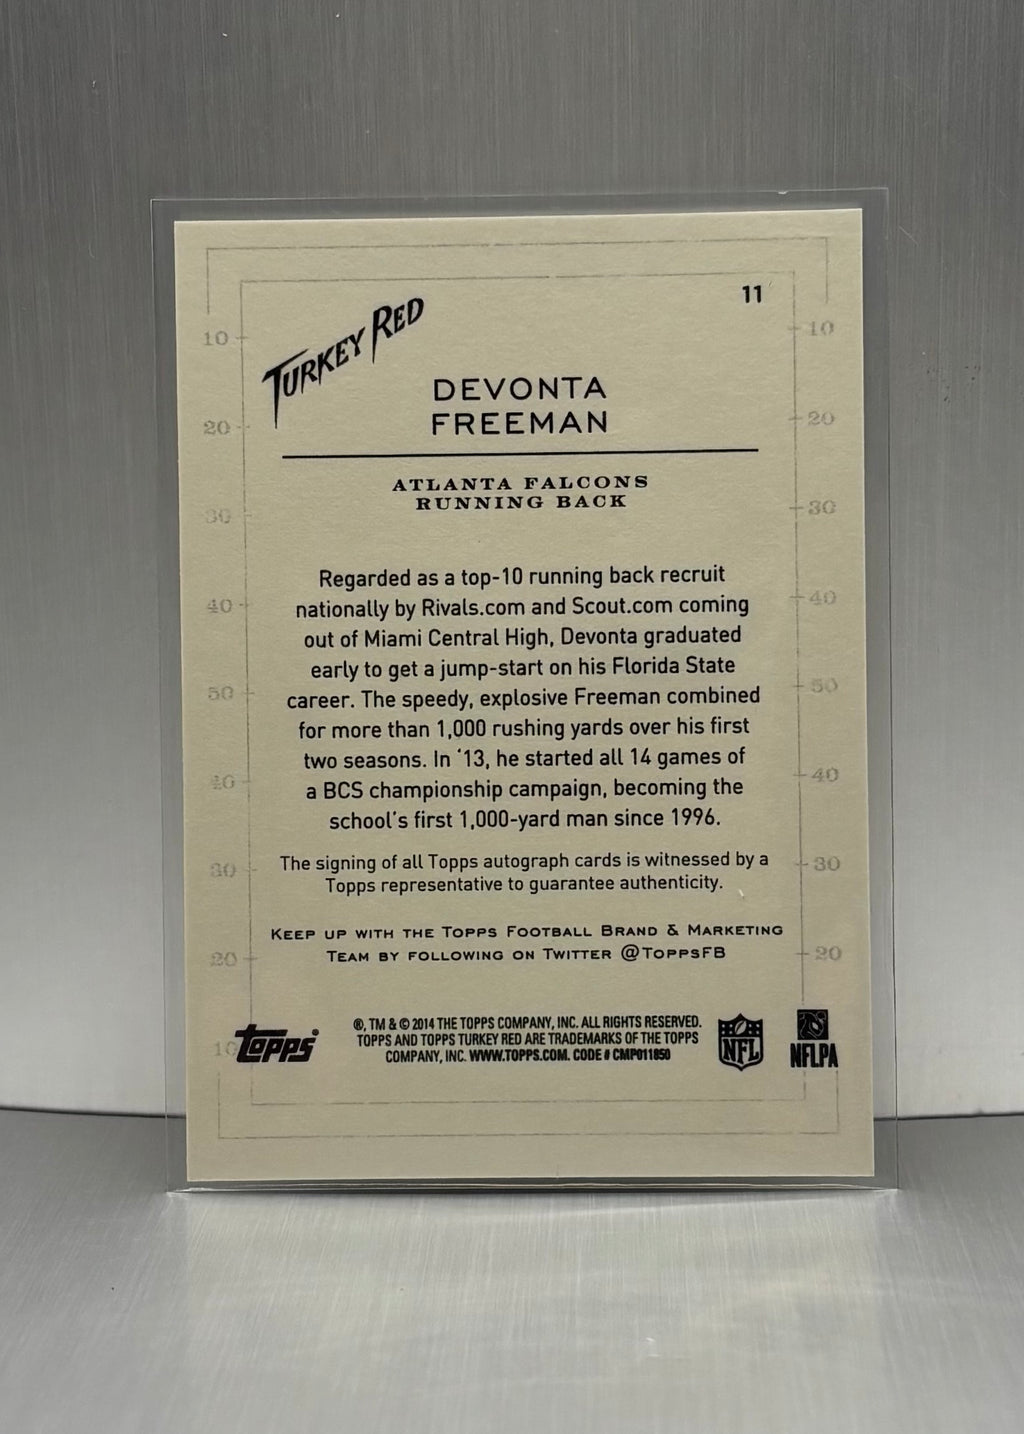 11
TURKEY RED
DEVONTA
FREEMAN
ATLANTA FALCONS
RUNNING BACK
Regarded as a top-10 running back recruit
nationally by Rivals.com and Scout.com coming
out of Miami Central High, Devonta graduated
early to get a jump-start on his Florida State
career. The speedy, explosive Freeman combined
for more than 1,000 rushing yards over his first
two seasons. In '13, he started all 14 games of
a BCS championship campaign, becoming the
school's first 1,000-yard man since 1996.
The signing of all Topps autograph cards is witnessed by a
Topps representative to guarantee authenticity.
KEEP UP WITH THE TOPPS FOOTBALL BRAND & MARKETING
TEAM BY FOLLOWING ON TWITTER @TOPPSFB
®, TM & © 2014 THE TOPPS COMPANY, INC. ALL RIGHTS RESERVED.
TOPPS AND TOPPS TURKEY RED ARE TRADEMARKS OF THE TOPPS
COMPANY, INC. WWW.TOPPS.COM. CODE # CMP011850
Topps®
NFL
NFLPA
10 10
20 20
30 30
40 40
50 50
40 40
30 30
20 20
10